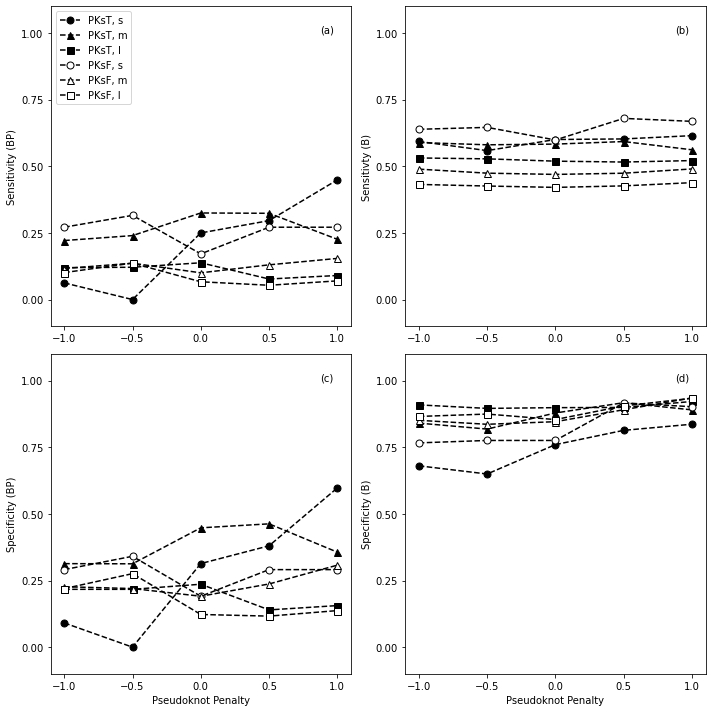 PKsT, s
PKsT, m
PKsT, l
PKsF, s
PKsF, m
PKsF, l
(a)
1.00
0.75
0.50
0.25
0.00
Sensitivity (BP)
−1.0 −0.5 0.0 0.5 1.0
(b)
1.00
0.75
0.50
0.25
0.00
Sensitivty (B)
−1.0 −0.5 0.0 0.5 1.0
(c)
1.00
0.75
0.50
0.25
0.00
Specificity (BP)
−1.0 −0.5 0.0 0.5 1.0
Pseudoknot Penalty
(d)
1.00
0.75
0.50
0.25
0.00
Specificity (B)
−1.0 −0.5 0.0 0.5 1.0
Pseudoknot Penalty